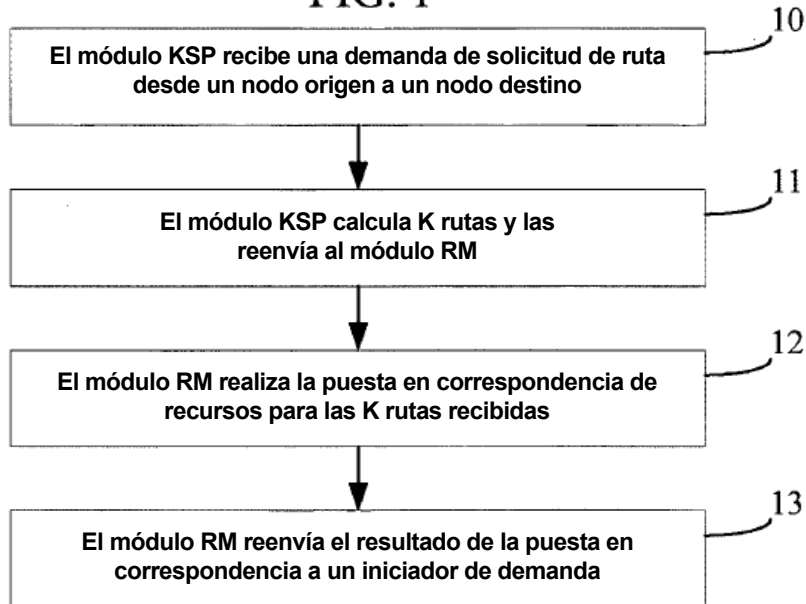 10
El módulo KSP recibe una demanda de solicitud de ruta
desde un nodo origen a un nodo destino
11
El módulo KSP calcula K rutas y las
reenvía al módulo RM
12
El módulo RM realiza la puesta en correspondencia de
recursos para las K rutas recibidas
13
El módulo RM reenvía el resultado de la puesta en
correspondencia a un iniciador de demanda